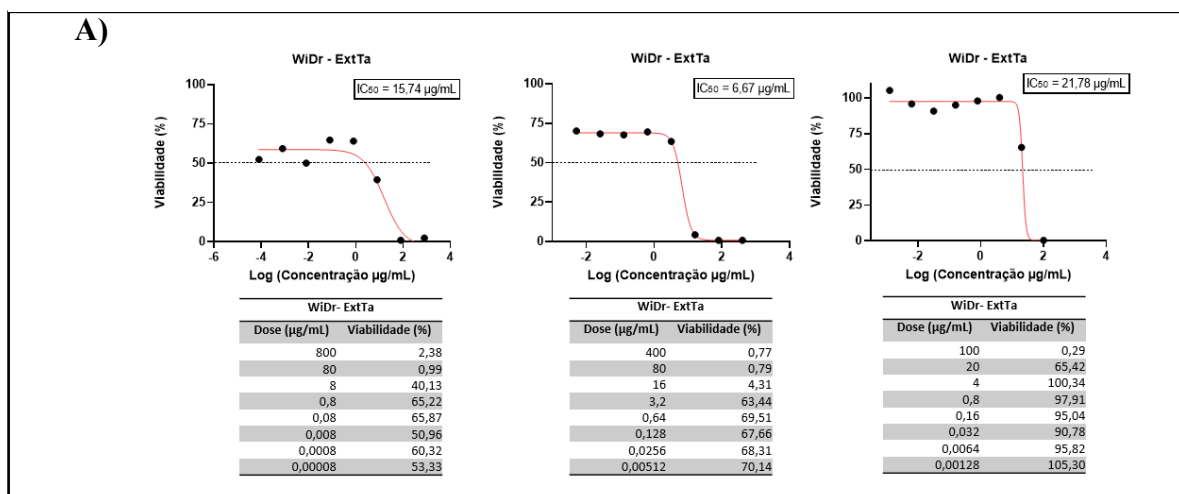 A)
WiDr - ExtTa
IC50 = 15,74 µg/mL
Viabilidade (%)
100
75
50
25
0
-6 -4 -2 0 2 4
Log (Concentração µg/mL)
WiDr - ExtTa
IC50 = 6,67 µg/mL
Viabilidade (%)
100
75
50
25
0
-2 0 2 4
Log (Concentração µg/mL)
WiDr - ExtTa
IC50 = 21,78 µg/mL
Viabilidade (%)
100
75
50
25
0
-2 0 2 4
Log (Concentração µg/mL)
WiDr- ExtTa
Dose (µg/mL) Viabilidade (%)
800 2,38
80 0,99
8 40,13
0,8 65,22
0,08 65,87
0,008 50,96
0,0008 60,32
0,00008 53,33
WiDr- ExtTa
Dose (µg/mL) Viabilidade (%)
400 0,77
80 0,79
16 4,31
3,2 63,44
0,64 69,51
0,128 67,66
0,0256 68,31
0,00512 70,14
WiDr- ExtTa
Dose (µg/mL) Viabilidade (%)
100 0,29
20 65,42
4 100,34
0,8 97,91
0,16 95,04
0,032 90,78
0,0064 95,82
0,00128 105,30